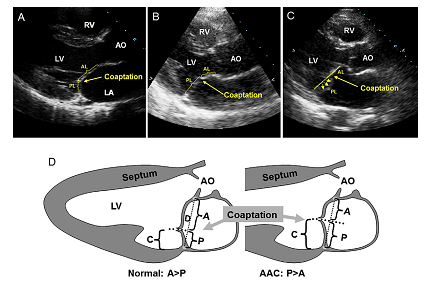 A
RV
AO
LV
AL
PL
Coaptation
LA
B
RV
AO
LV
AL
PL
Coaptation
C
RV
AO
LV
AL
PL
Coaptation
D
Septum
AO
LV
D
A
C
P
Coaptation
Septum
AO
A
C
P
Normal: A>P
AAC: P>A